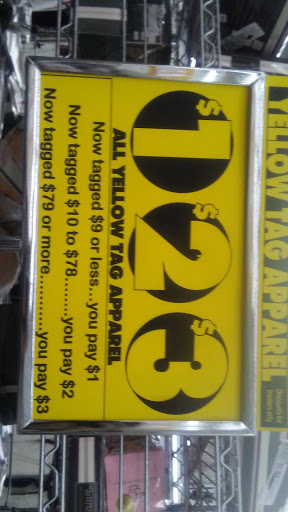 $1 $2 $3
ALL YELLOW TAG APPAREL
Now tagged $9 or less...you pay $1
Now tagged $10 to $78.........you pay $2
Now tagged $79 or more............you pay $3
YELLOW TAG APPAREL